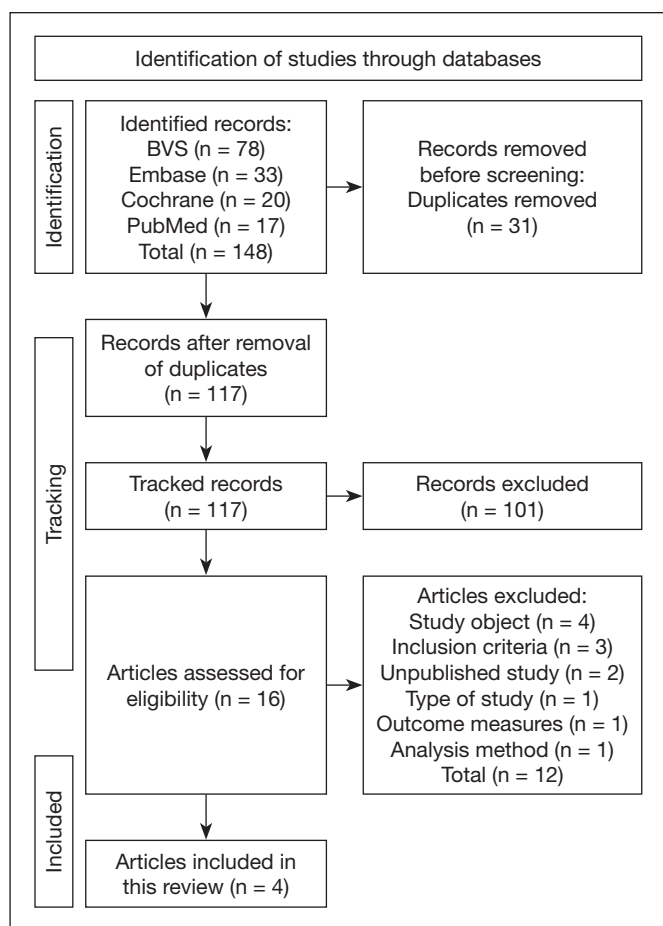 Identification of studies through databases
Identification
Identified records:
BVS (n = 78)
Embase (n = 33)
Cochrane (n = 20)
PubMed (n = 17)
Total (n = 148)
Records removed
before screening:
Duplicates removed
(n = 31)
Tracking
Records after removal
of duplicates
(n = 117)
Tracked records
(n = 117)
Records excluded
(n = 101)
Articles assessed for
eligibility (n = 16)
Articles excluded:
Study object (n = 4)
Inclusion criteria (n = 3)
Unpublished study (n = 2)
Type of study (n = 1)
Outcome measures (n = 1)
Analysis method (n = 1)
Total (n = 12)
Included
Articles included in
this review (n = 4)